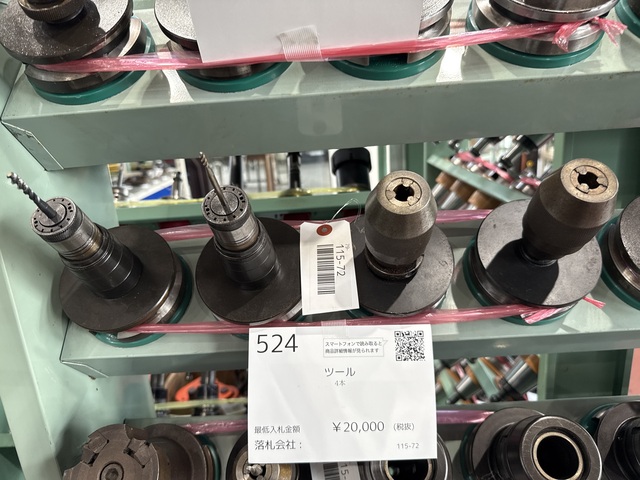 115-72
524
スマートフォンで読み取ると
商品詳細情報が見られます
ツール
4本
最低入札金額 ￥20,000 (税抜)
落札会社：
115-72